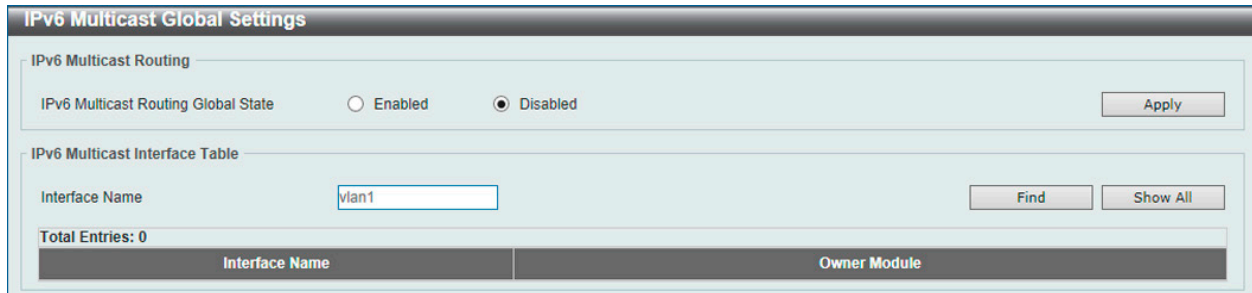 IPv6 Multicast Global Settings
IPv6 Multicast Routing
IPv6 Multicast Routing Global State Enabled Disabled Apply
IPv6 Multicast Interface Table
Interface Name vlan1 Find Show All
Total Entries: 0
Interface Name Owner Module